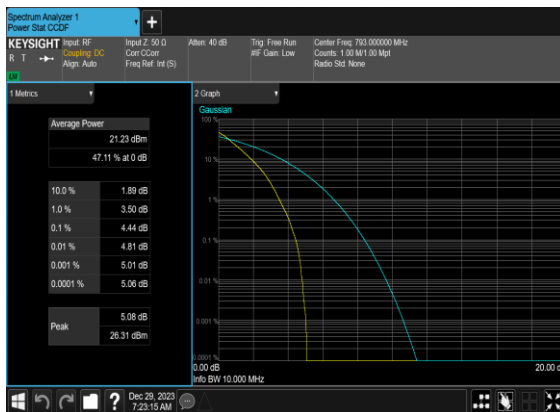 Spectrum Analyzer 1
Power Stat CCDF
+
KEYSIGHT
R T
LXI
Input: RF
Coupling: DC
Align: Auto
Input Z: 50 Ω
Corr CCorr
Freq Ref: Int (S)
Atten: 40 dB
Trig: Free Run
#IF Gain: Low
Center Freq: 793.000000 MHz
Counts: 1.00 M/1.00 Mpt
Radio Std: None
1 Metrics
Average Power
21.23 dBm
47.11 % at 0 dB
10.0 % 1.89 dB
1.0 % 3.50 dB
0.1 % 4.44 dB
0.01 % 4.81 dB
0.001 % 5.01 dB
0.0001 % 5.06 dB
Peak
5.08 dB
26.31 dBm
2 Graph
Gaussian
100 %
10 %
1 %
0.1 %
0.01 %
0.001 %
0.0001 %
0.00 dB
20.00 d
Info BW 10.000 MHz
?
Dec 29, 2023
7:23:15 AM